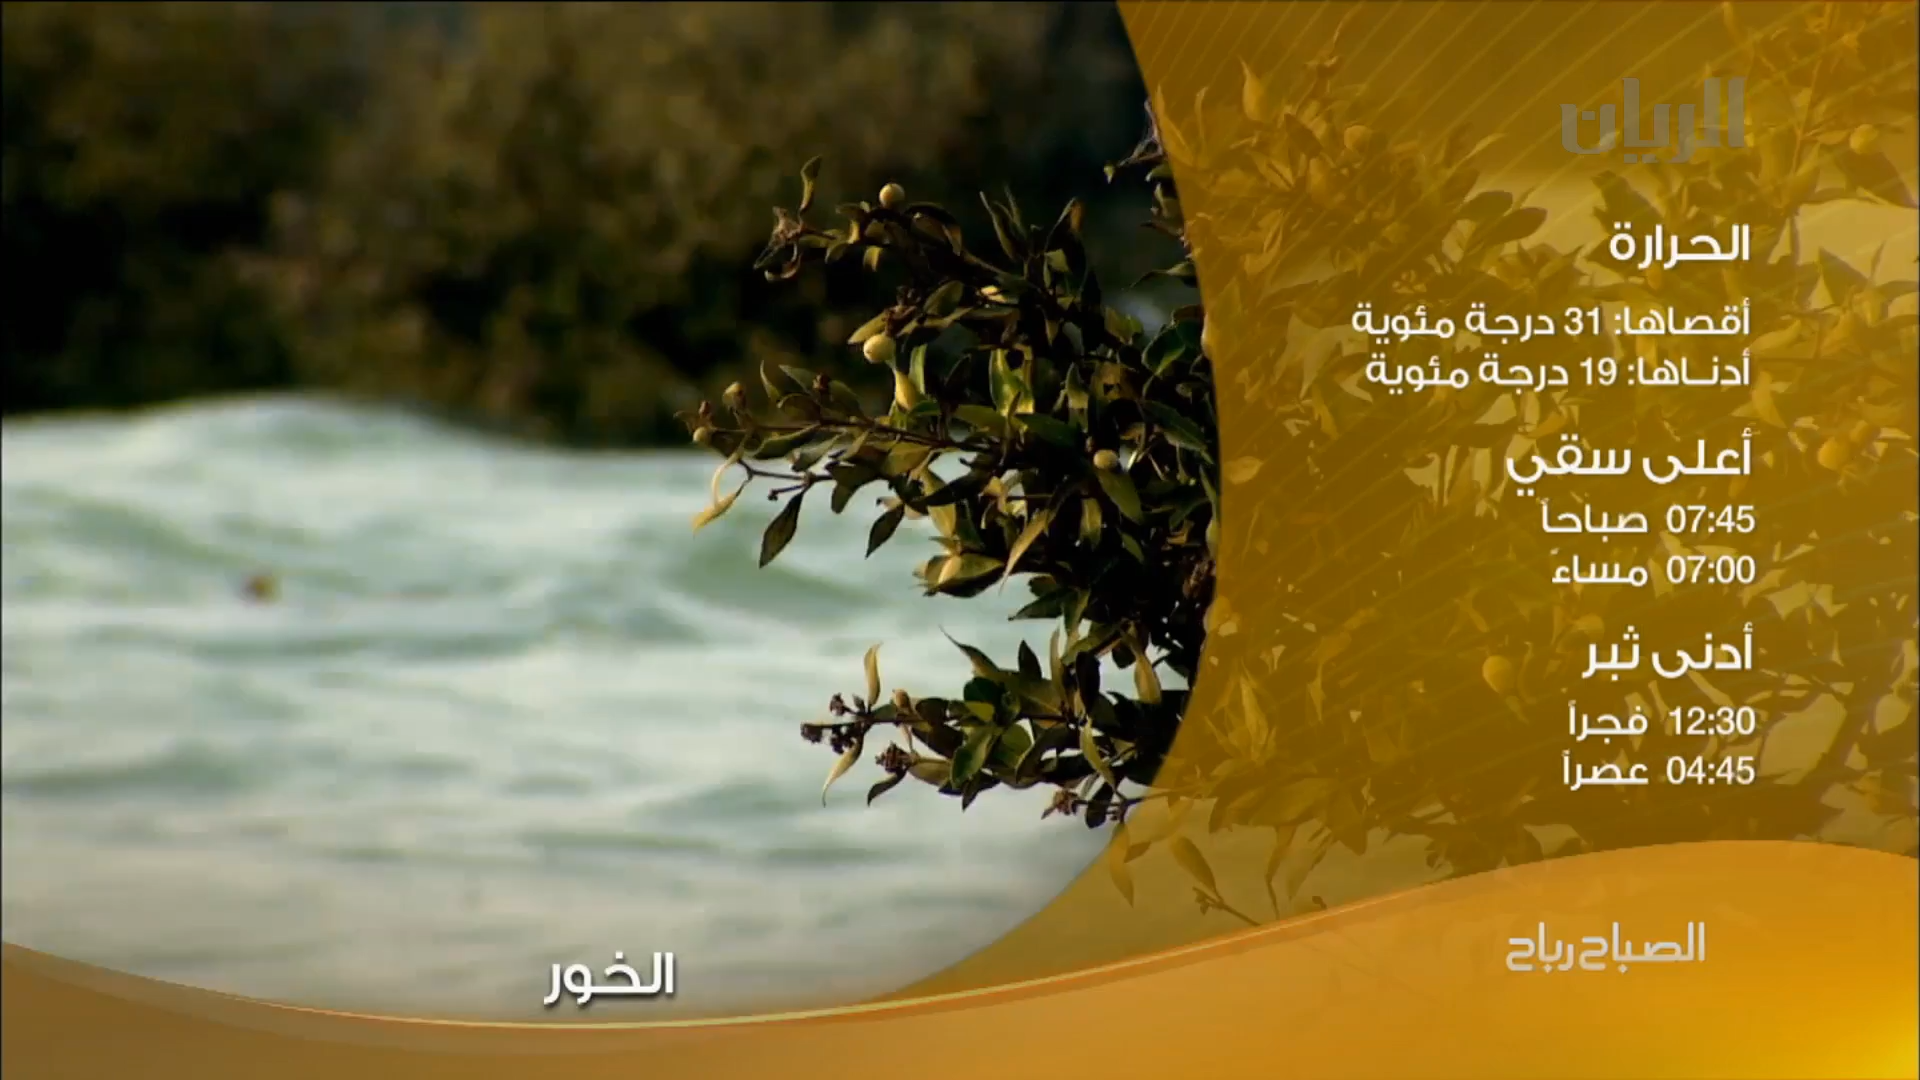 الريان
الحرارة
أقصاها: 31 درجة مئوية
أدناها: 19 درجة مئوية
أعلى سقي
07:45 صباحاً
07:00 مساءً
أدنى ثبر
12:30 فجراً
04:45 عصراً
الصباح رباح
الخور